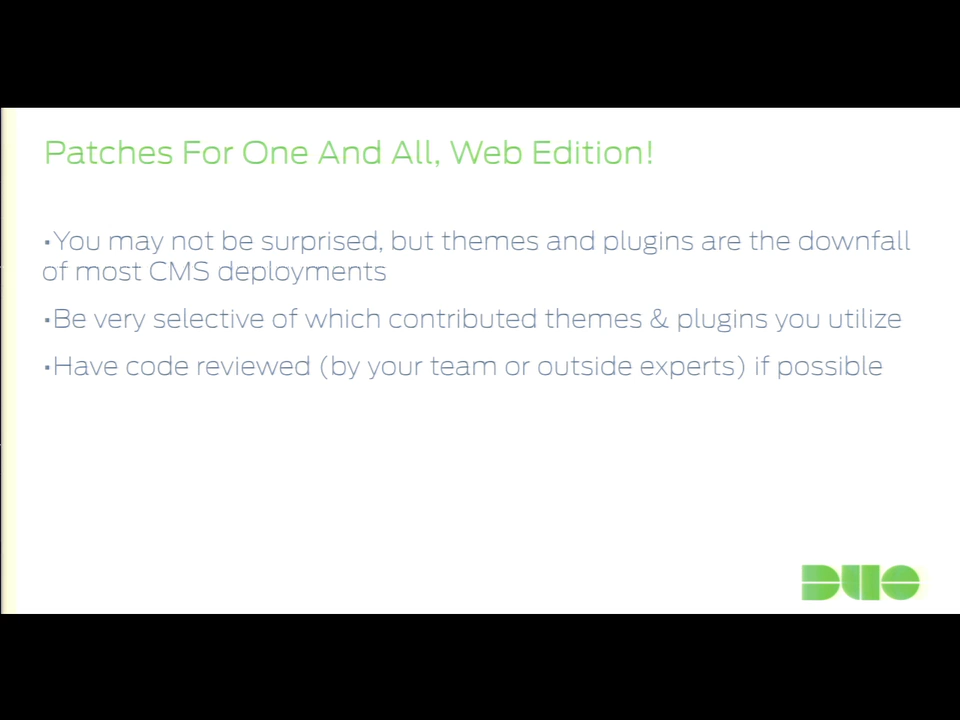 Patches For One And All, Web Edition!
▪You may not be surprised, but themes and plugins are the downfall
of most CMS deployments
▪Be very selective of which contributed themes & plugins you utilize
▪Have code reviewed (by your team or outside experts) if possible
DUO